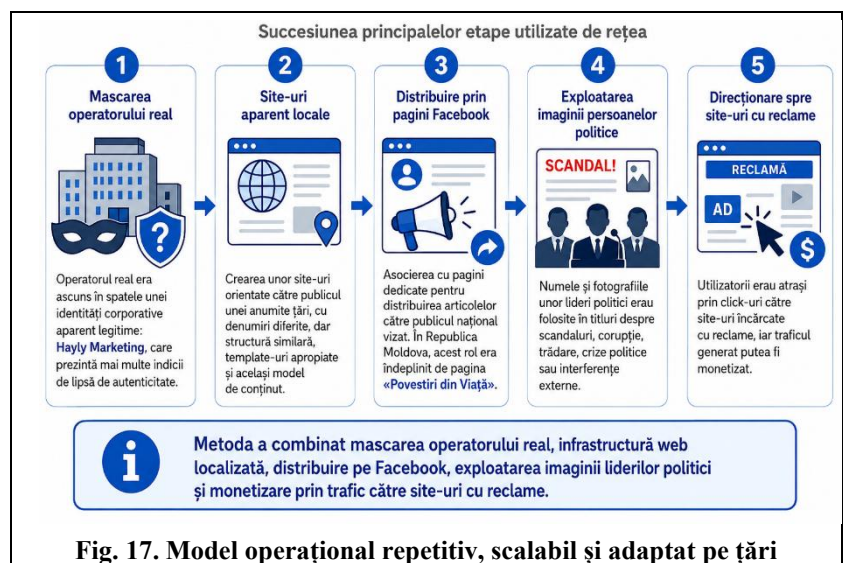 Succesiunea principalelor etape utilizate de rețea
1
Mascarea
operatorului real
?
Operatorul real era
ascuns în spatele unei
identități corporative
aparent legitime:
Hayly Marketing, care
prezintă mai multe indicii
de lipsă de autenticitate.
2
Site-uri
aparent locale
Crearea unor site-uri
orientate către publicul
unei anumite țări, cu
denumiri diferite, dar
structură similară,
template-uri apropiate
și același model
de conținut.
3
Distribuire prin
pagini Facebook
Asocierea cu pagini
dedicate pentru
distribuirea articolelor
către publicul național
vizat. În Republica
Moldova, acest rol era
îndeplinit de pagina
«Povestiri din Viață».
4
Exploatarea
imaginii persoanelor
politice
SCANDAL!
Numele și fotografiile
unor lideri politici erau
folosite în titluri despre
scandaluri, corupție,
trădare, crize politice
sau interferențe
externe.
5
Direcționare spre
site-uri cu reclame
RECLAMĂ
AD
$
Utilizatorii erau atrași
prin click-uri către
site-uri încărcate
cu reclame, iar traficul
generat putea fi
monetizat.
i
Metoda a combinat mascarea operatorului real, infrastructură web
localizată, distribuire pe Facebook, exploatarea imaginii liderilor politici
și monetizare prin trafic către site-uri cu reclame.
Fig. 17. Model operațional repetitiv, scalabil și adaptat pe țări